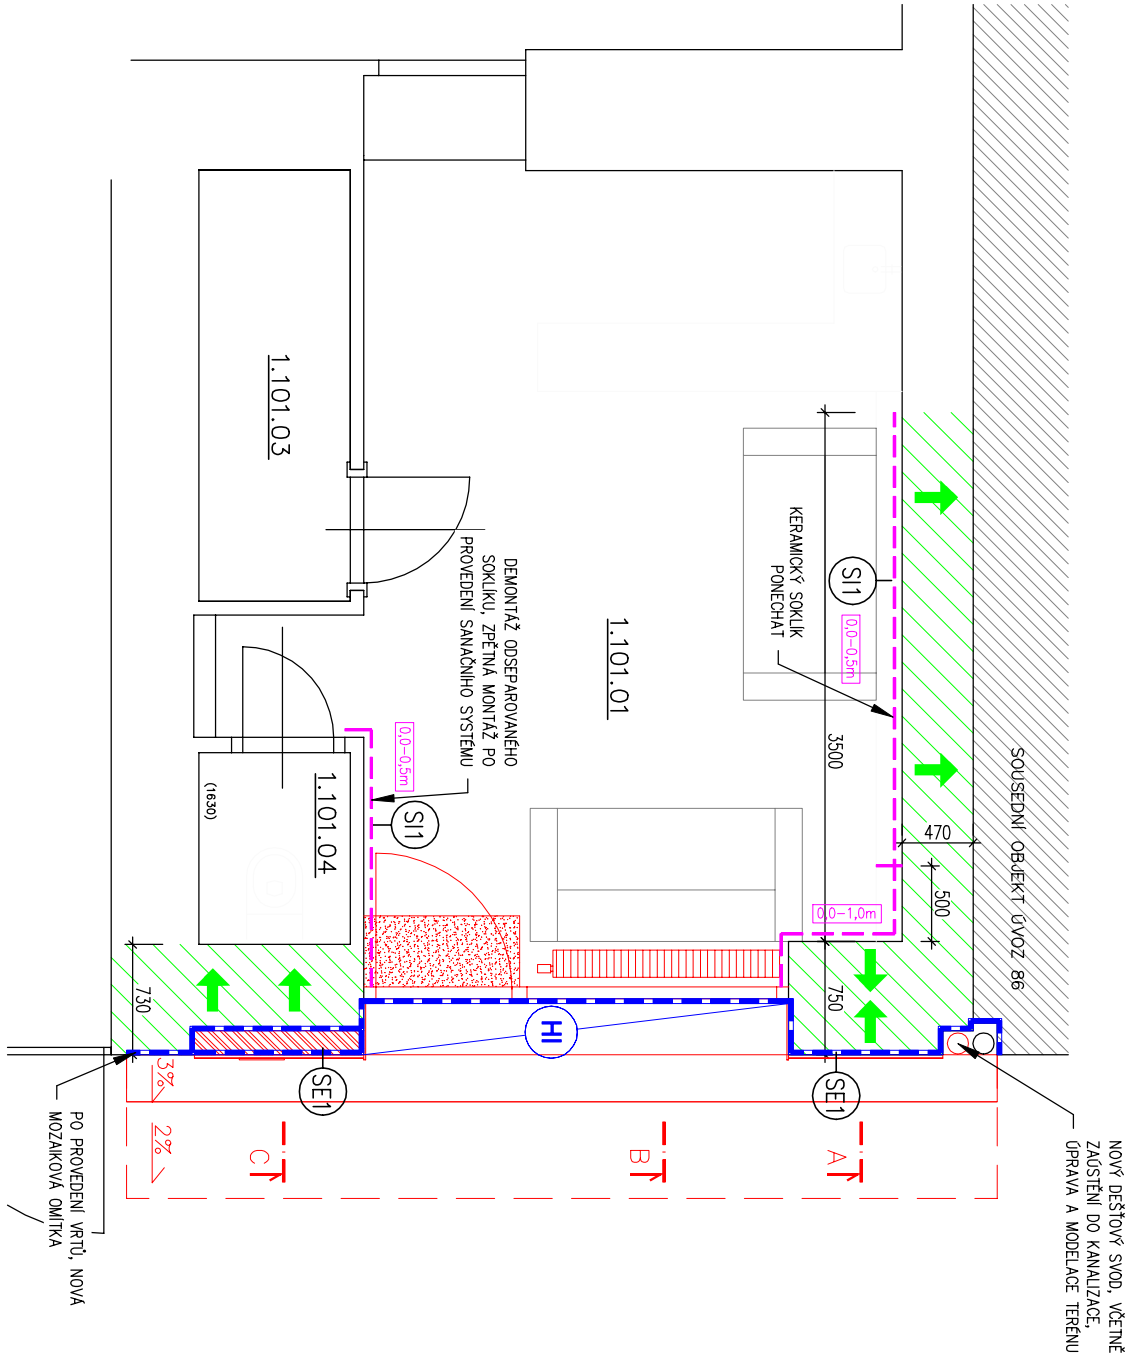 SOUSEDNÍ OBJEKT ÚVOZ 86
NOVÝ DEŠŤOVÝ SVOD, VČETNĚ
ZAÚSTĚNÍ DO KANALIZACE,
ÚPRAVA A MODELACE TERÉNU
470
500
3500
750
SI1
0,0-0,5m
KERAMICKÝ SOKLÍK
PONECHAT
0,0-1,0m
1.101.01
DEMONTÁŽ ODSEPAROVANÉHO
SOKLÍKU, ZPĚTNÁ MONTÁŽ PO
PROVEDENÍ SANAČNÍHO SYSTÉMU
0,0-0,5m
SI1
1.101.03
1.101.04
(1630)
730
HI
SE1
SE1
3%
2%
A
B
C
PO PROVEDENÍ VRTŮ, NOVÁ
MOZAIKOVÁ OMÍTKA